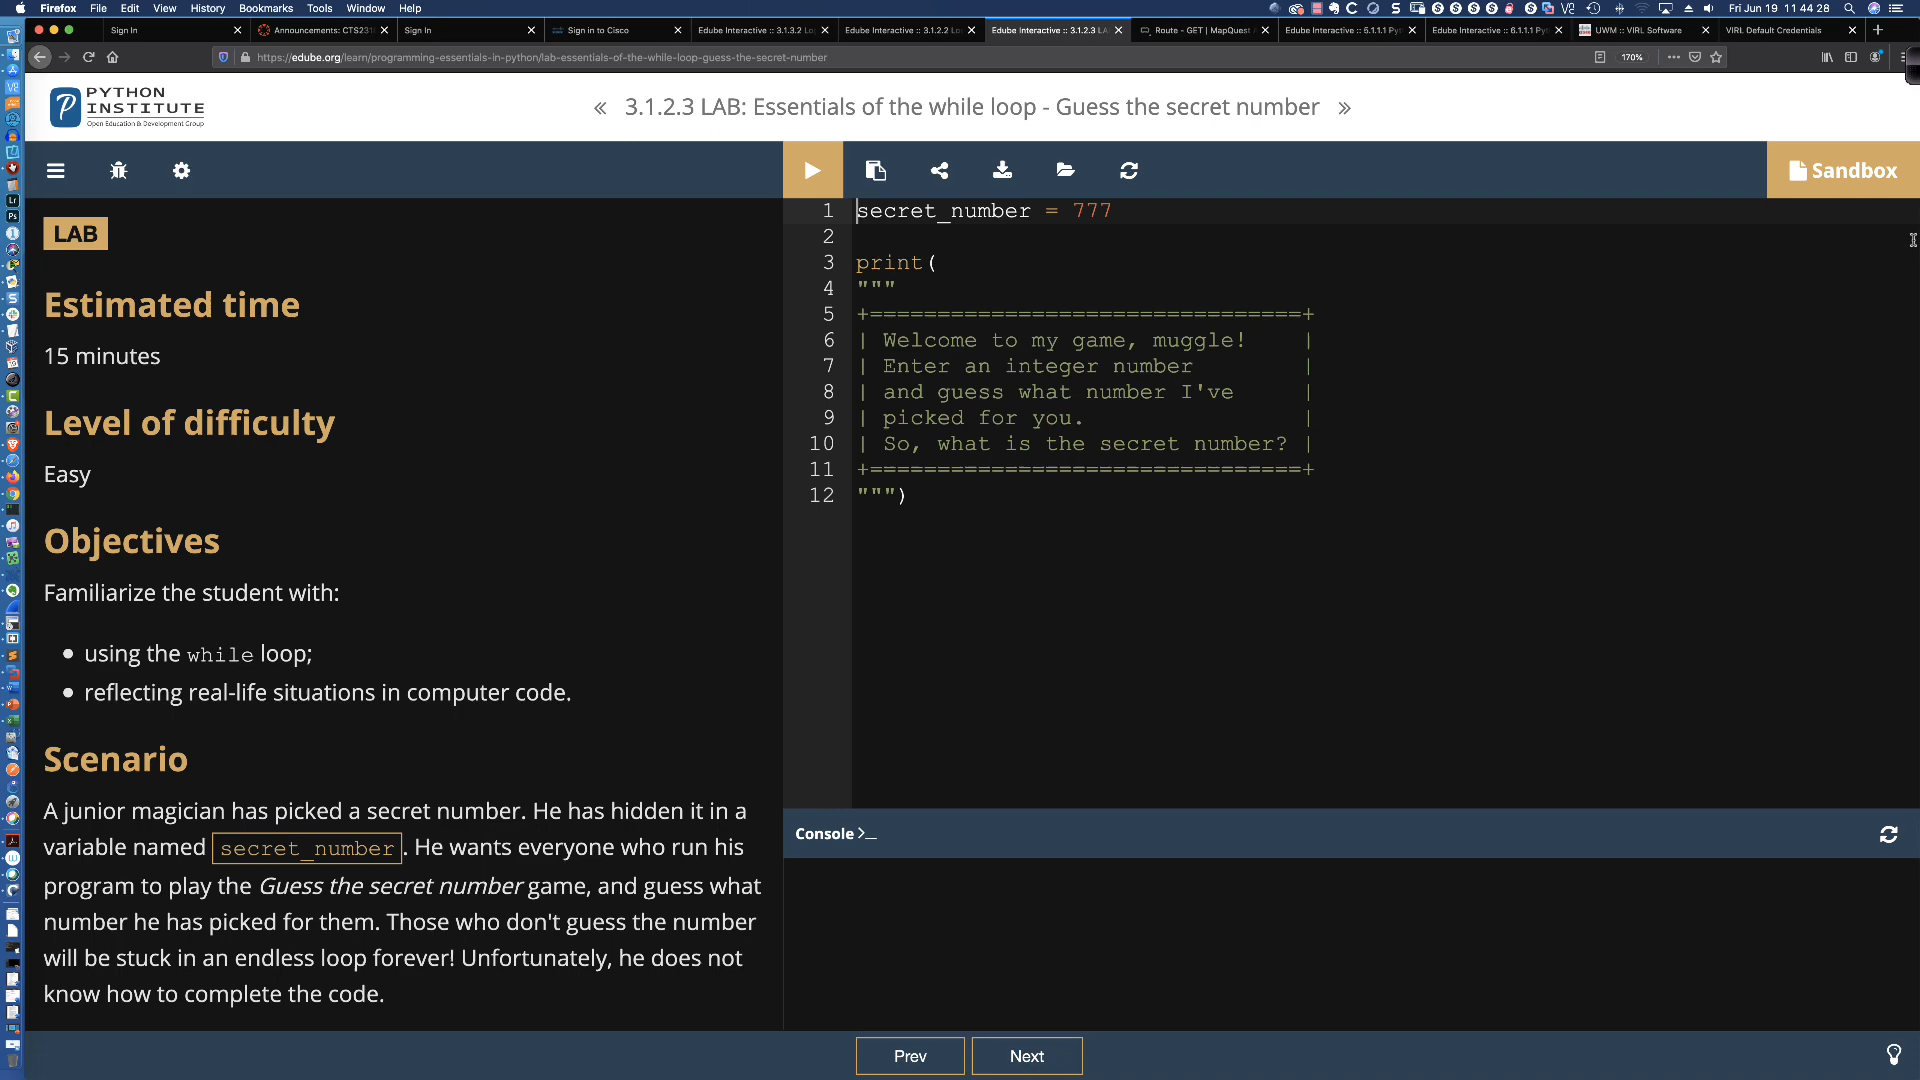 Firefox File Edit View History Bookmarks Tools Window Help
Fri Jun 19 11 44 28
Sign In
Announcements: CTS231
Sign In
Sign in to Cisco
Edube Interactive :: 3.1.3.2 Lo
Edube Interactive :: 3.1.2.2 Lo
Edube Interactive :: 3.1.2.3 LA
Route - GET | MapQuest
Edube Interactive :: 6.1.1.1 Py
Edube Interactive :: 6.1.1.1 Pyt
UWM :: VIRL Software
VIRL Default Credentials
https://edube.org/learn/programming-essentials-in-python/lab-essentials-of-the-while-loop-guess-the-secret-number
170%
PYTHON
INSTITUTE
Open Education & Development Group
« 3.1.2.3 LAB: Essentials of the while loop - Guess the secret number »
Sandbox
LAB
Estimated time
15 minutes
Level of difficulty
Easy
Objectives
Familiarize the student with:
• using the while loop;
• reflecting real-life situations in computer code.
Scenario
A junior magician has picked a secret number. He has hidden it in a
variable named secret_number. He wants everyone who run his
program to play the Guess the secret number game, and guess what
number he has picked for them. Those who don't guess the number
will be stuck in an endless loop forever! Unfortunately, he does not
know how to complete the code.
1 secret_number = 777
2
3 print(
4 """
5 +================================+
6 | Welcome to my game, muggle!     |
7 | Enter an integer number         |
8 | and guess what number I've      |
9 | picked for you.                 |
10 | So, what is the secret number? |
11 +================================+
12 """)
Console >_
Prev
Next